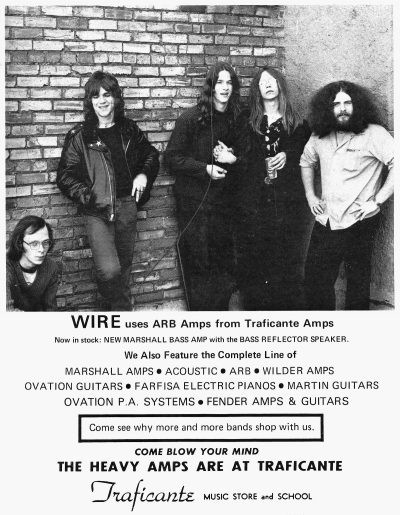 WIRE uses ARB Amps from Traficante Amps
Now in stock: NEW MARSHALL BASS AMP with the BASS REFLECTOR SPEAKER.
We Also Feature the Complete Line of
MARSHALL AMPS ● ACOUSTIC ● ARB ● WILDER AMPS
OVATION GUITARS ● FARFISA ELECTRIC PIANOS ● MARTIN GUITARS
OVATION P.A. SYSTEMS ● FENDER AMPS & GUITARS
Come see why more and more bands shop with us.
COME BLOW YOUR MIND
THE HEAVY AMPS ARE AT TRAFICANTE
Traficante MUSIC STORE and SCHOOL